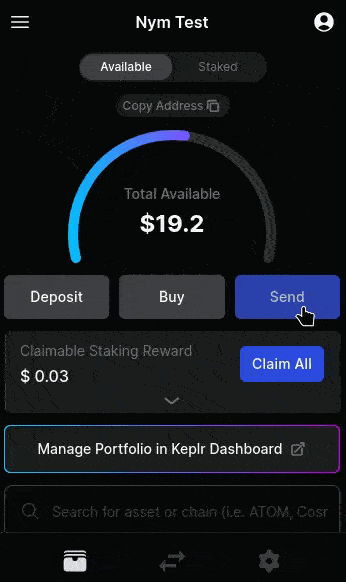 Nym Test
Available Staked
Copy Address
Total Available
$19.2
Deposit Buy Send
Claimable Staking Reward
$ 0.03
Claim All
Manage Portfolio in Keplr Dashboard
Search for asset or chain (i.e. ATOM, Cosr